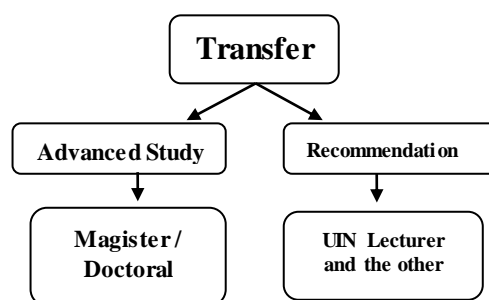 Transfer
Advanced Study
Recommendation
Magister /
Doctoral
UIN Lecturer
and the other